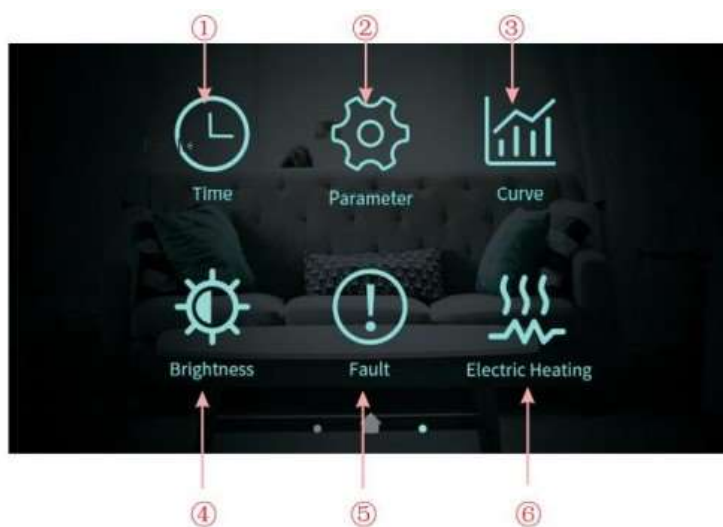 ① ② ③
Time Parameter Curve
Brightness Fault Electric Heating
④ ⑤ ⑥